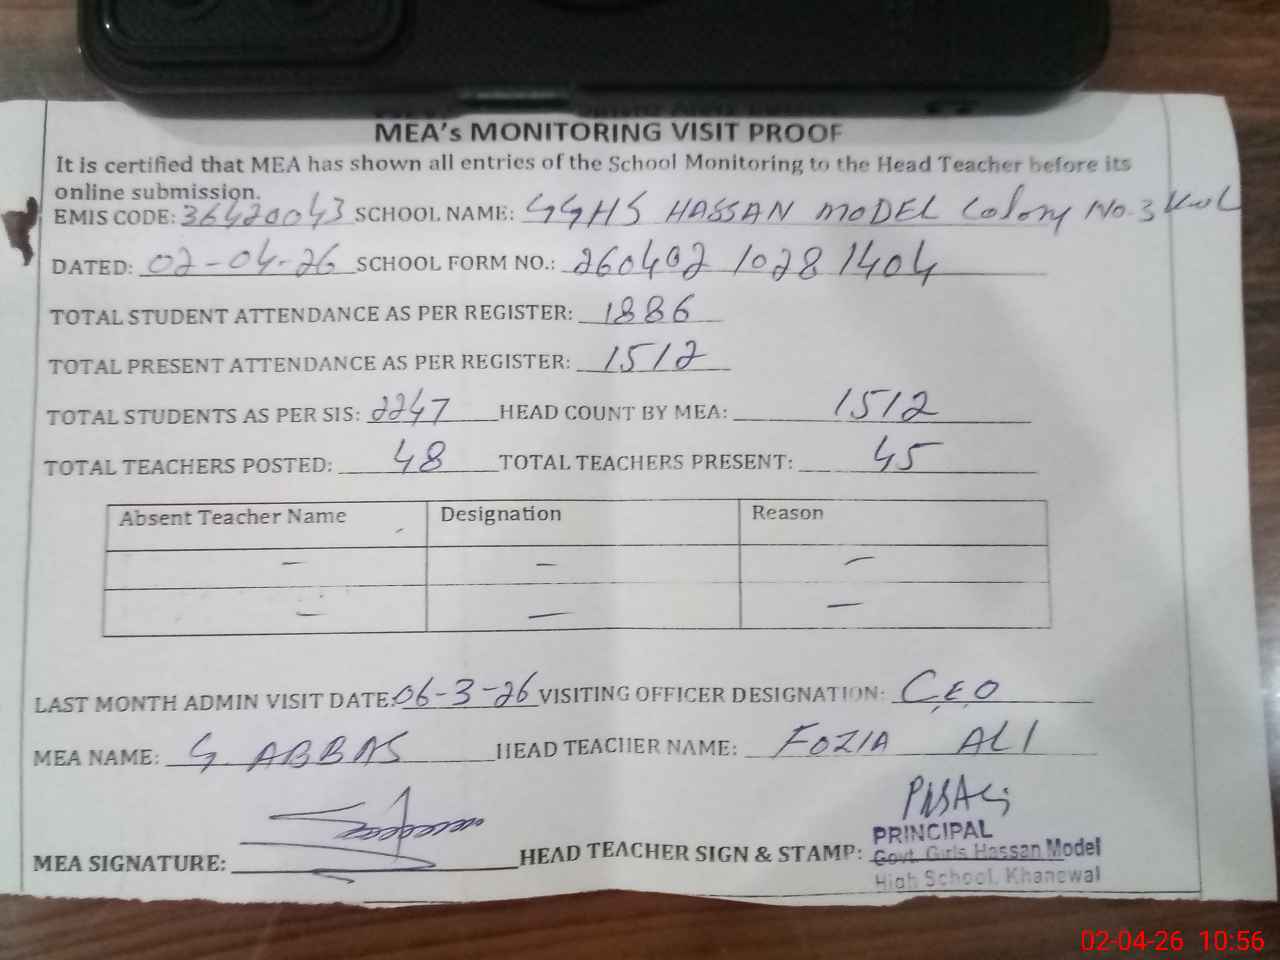 MEA's MONITORING VISIT PROOF
It is certified that MEA has shown all entries of the School Monitoring to the Head Teacher before its
online submission.
EMIS CODE: 36420043 SCHOOL NAME: GGHS HASSAN MODEL Colony No. 3 KWL
DATED: 02-04-26 SCHOOL FORM NO.: 260402 10281404
TOTAL STUDENT ATTENDANCE AS PER REGISTER: 1886
TOTAL PRESENT ATTENDANCE AS PER REGISTER: 1512
TOTAL STUDENTS AS PER SIS: 2247 HEAD COUNT BY MEA: 1512
TOTAL TEACHERS POSTED: 48 TOTAL TEACHERS PRESENT: 45
Absent Teacher Name Designation Reason
— — —
— — —
LAST MONTH ADMIN VISIT DATE: 06-3-26 VISITING OFFICER DESIGNATION: C.E.O
MEA NAME: G. ABBAS HEAD TEACHER NAME: FOZIA ALI
MEA SIGNATURE: HEAD TEACHER SIGN & STAMP:
PRINCIPAL
Govt. Girls Hassan Model
High School, Khanewal
02-04-26 10:56